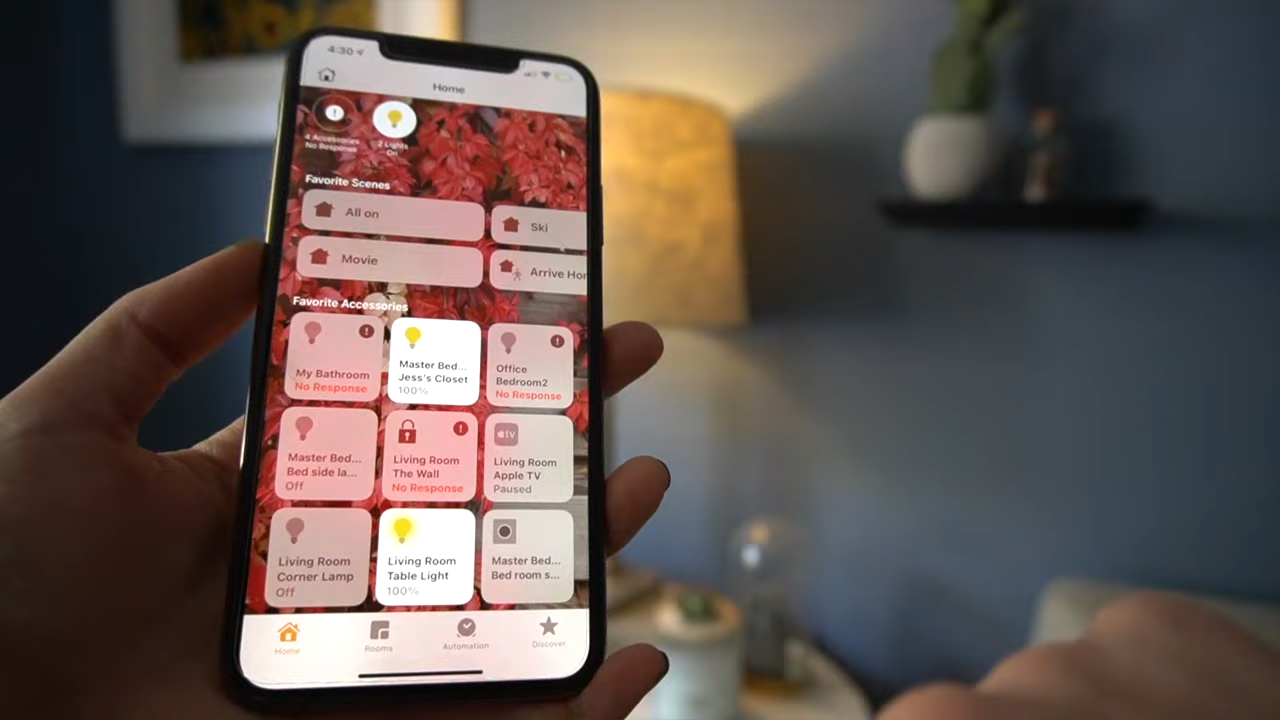 4:30
Home
4 Accessories
No Response
2 Lights
On
Favorite Scenes
All on
Ski
Movie
Arrive Hom
Favorite Accessories
My Bathroom
No Response
Master Bed...
Jess's Closet
100%
Office
Bedroom2
No Response
Master Bed...
Bed side la...
Off
Living Room
The Wall
No Response
tv
Living Room
Apple TV
Paused
Living Room
Corner Lamp
Off
Living Room
Table Light
100%
Master Bed...
Bed room s...
Home
Rooms
Automation
Discover